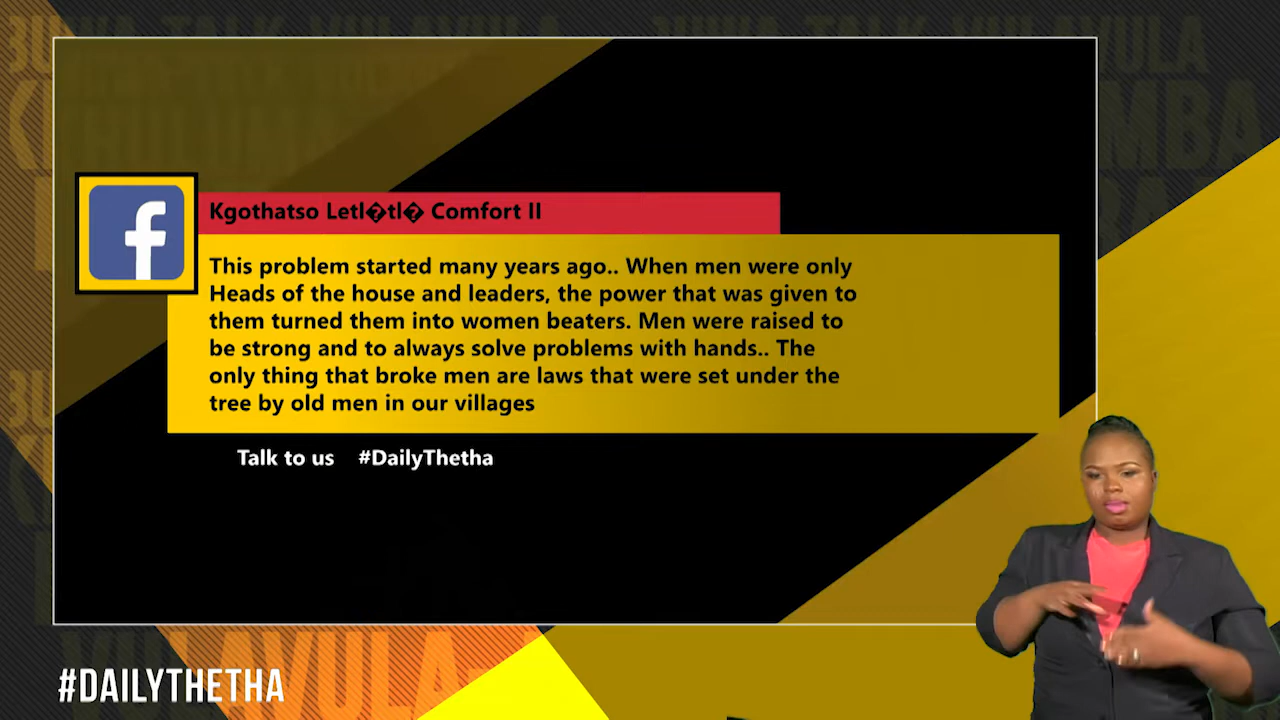 Kgothatso Letl�tl� Comfort II
This problem started many years ago.. When men were only
Heads of the house and leaders, the power that was given to
them turned them into women beaters. Men were raised to
be strong and to always solve problems with hands.. The
only thing that broke men are laws that were set under the
tree by old men in our villages
Talk to us #DailyThetha
#DAILYTHETHA